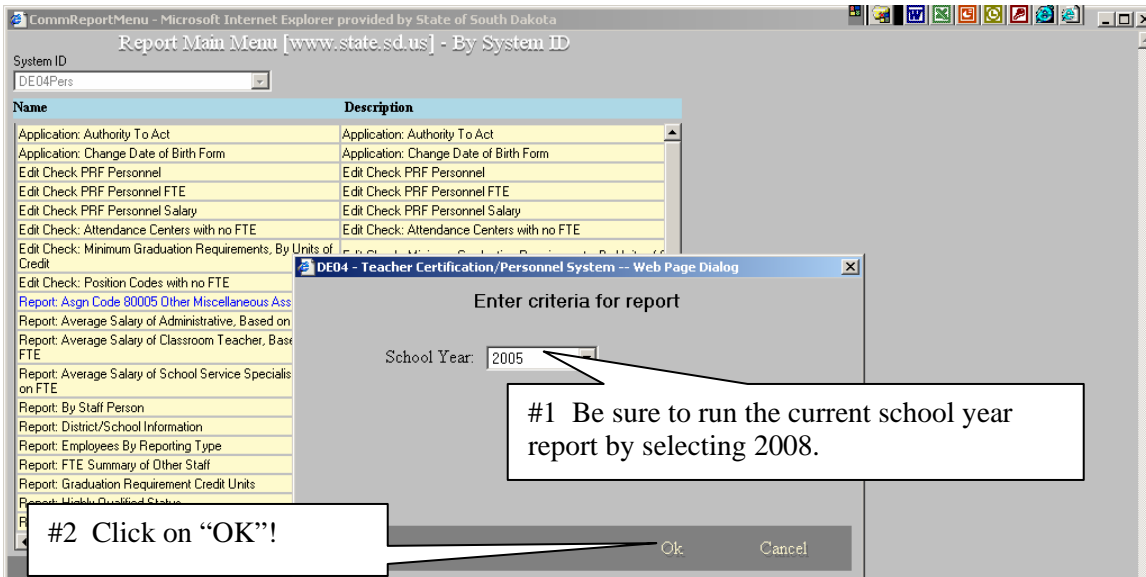 CommReportMenu - Microsoft Internet Explorer provided by State of South Dakota
Report Main Menu [www.state.sd.us] - By System ID
System ID
DE04Pers
Name Description
Application: Authority To Act Application: Authority To Act
Application: Change Date of Birth Form Application: Change Date of Birth Form
Edit Check PRF Personnel Edit Check PRF Personnel
Edit Check PRF Personnel FTE Edit Check PRF Personnel FTE
Edit Check PRF Personnel Salary Edit Check PRF Personnel Salary
Edit Check: Attendance Centers with no FTE Edit Check: Attendance Centers with no FTE
Edit Check: Minimum Graduation Requirements, By Units of
Credit
Edit Check: Position Codes with no FTE
Report: Asgn Code 80005 Other Miscellaneous Ass
Report: Average Salary of Administrative, Based on
Report: Average Salary of Classroom Teacher, Base
FTE
Report: Average Salary of School Service Specialis
on FTE
Report: By Staff Person
Report: District/School Information
Report: Employees By Reporting Type
Report: FTE Summary of Other Staff
Report: Graduation Requirement Credit Units
Report: Highly Qualified Status
DE04 - Teacher Certification/Personnel System -- Web Page Dialog
Enter criteria for report
School Year: 2005
#1 Be sure to run the current school year
report by selecting 2008.
#2 Click on “OK”!
Ok Cancel